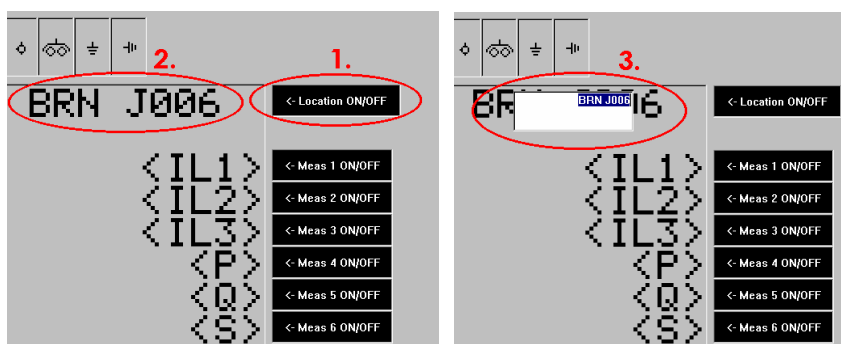 2. 1.
BRN J006 <- Location ON/OFF
<IL1> <- Meas 1 ON/OFF
<IL2> <- Meas 2 ON/OFF
<IL3> <- Meas 3 ON/OFF
<P> <- Meas 4 ON/OFF
<Q> <- Meas 5 ON/OFF
<S> <- Meas 6 ON/OFF
3.
BRN J006 <- Location ON/OFF
<IL1> <- Meas 1 ON/OFF
<IL2> <- Meas 2 ON/OFF
<IL3> <- Meas 3 ON/OFF
<P> <- Meas 4 ON/OFF
<Q> <- Meas 5 ON/OFF
<S> <- Meas 6 ON/OFF